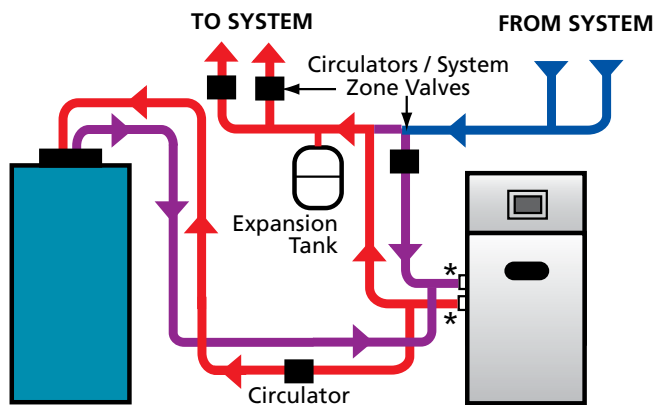 TO SYSTEM
FROM SYSTEM
Circulators / System
Zone Valves
Expansion
Tank
*
*
Circulator